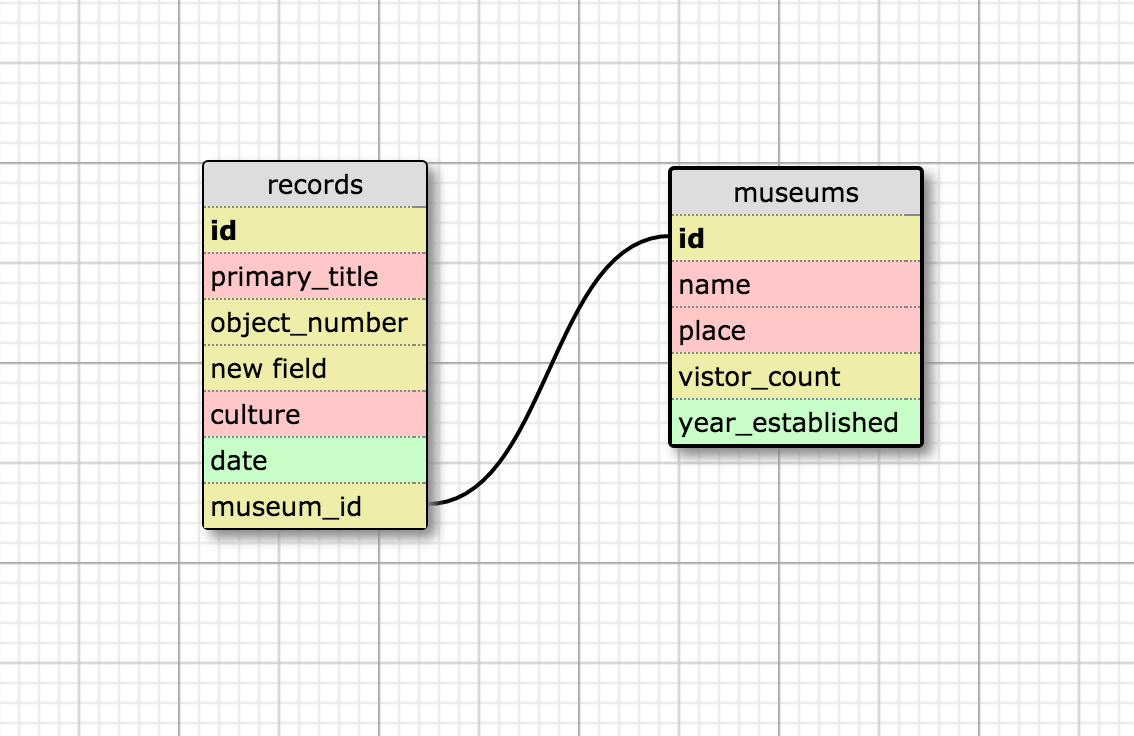 records
id
primary_title
object_number
new field
culture
date
museum_id
museums
id
name
place
vistor_count
year_established